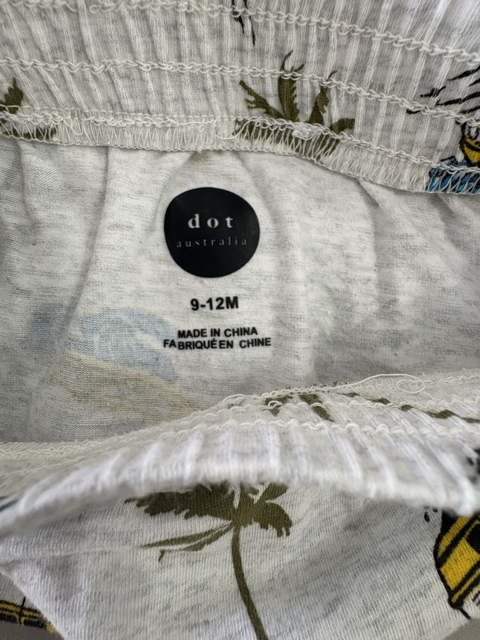 dot
australia
9-12M
MADE IN CHINA
FABRIQUÉ EN CHINE